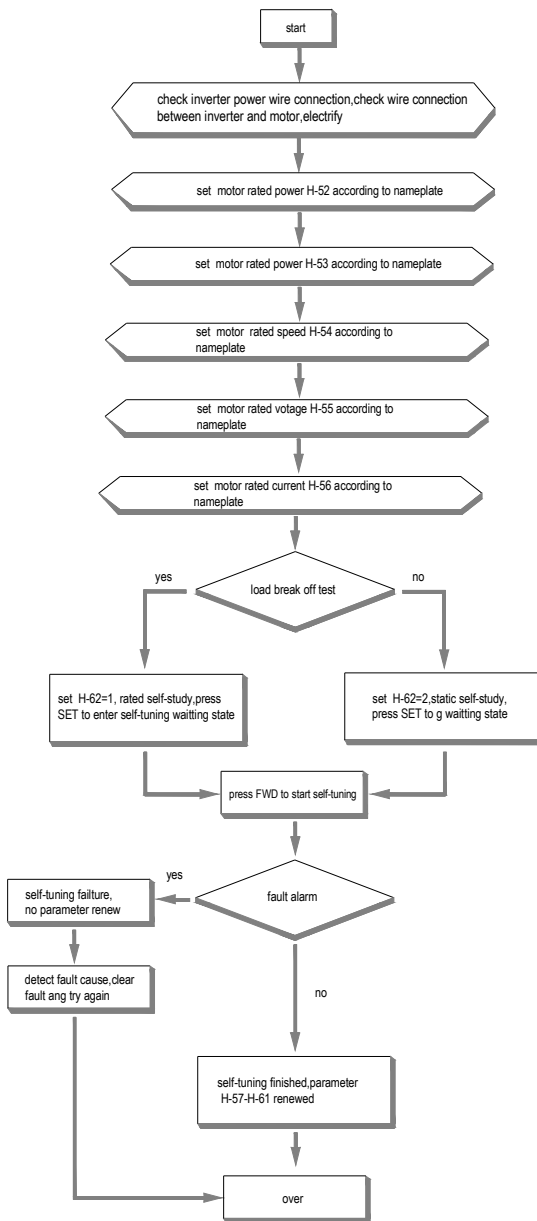 start
check inverter power wire connection,check wire connection
between inverter and motor,electrify
set motor rated power H-52 according to nameplate
set motor rated power H-53 according to nameplate
set motor rated speed H-54 according to
nameplate
set motor rated votage H-55 according to
nameplate
set motor rated current H-56 according to
nameplate
load break off test
yes
no
set H-62=1, rated self-study,press
SET to enter self-tuning waitting state
set H-62=2,static self-study,
press SET to g waitting state
press FWD to start self-tuning
fault alarm
yes
self-tuning failture,
no parameter renew
detect fault cause,clear
fault ang try again
no
self-tuning finished,parameter
H-57-H-61 renewed
over